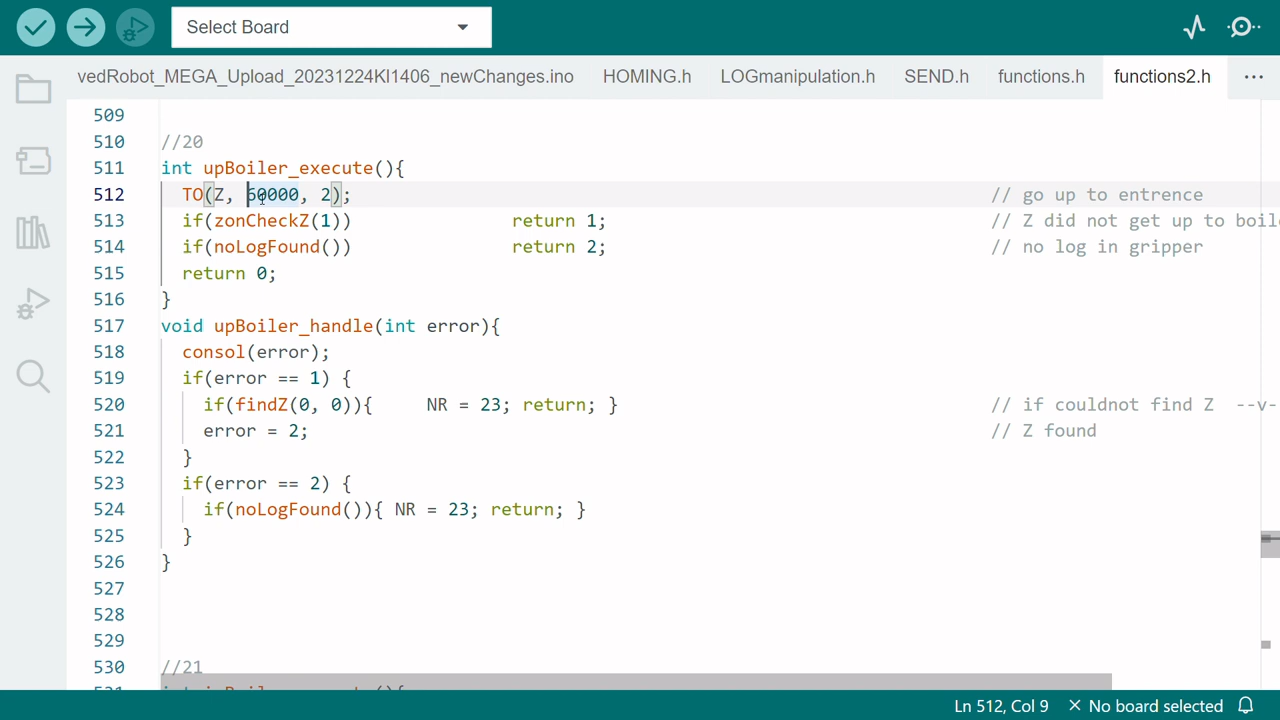 Select Board
vedRobot_MEGA_Upload_20231224KI1406_newChanges.ino HOMING.h LOGmanipulation.h SEND.h functions.h functions2.h ...
509
510 //20
511 int upBoiler_execute(){
512 TO(Z, 60000, 2); // go up to entrence
513 if(zonCheckZ(1)) return 1; // Z did not get up to boil
514 if(noLogFound()) return 2; // no log in gripper
515 return 0;
516 }
517 void upBoiler_handle(int error){
518 consol(error);
519 if(error == 1) {
520 if(findZ(0, 0)){ NR = 23; return; } // if couldnot find Z --v-
521 error = 2; // Z found
522 }
523 if(error == 2) {
524 if(noLogFound()){ NR = 23; return; }
525 }
526 }
527
528
529
530 //21
Ln 512, Col 9 × No board selected